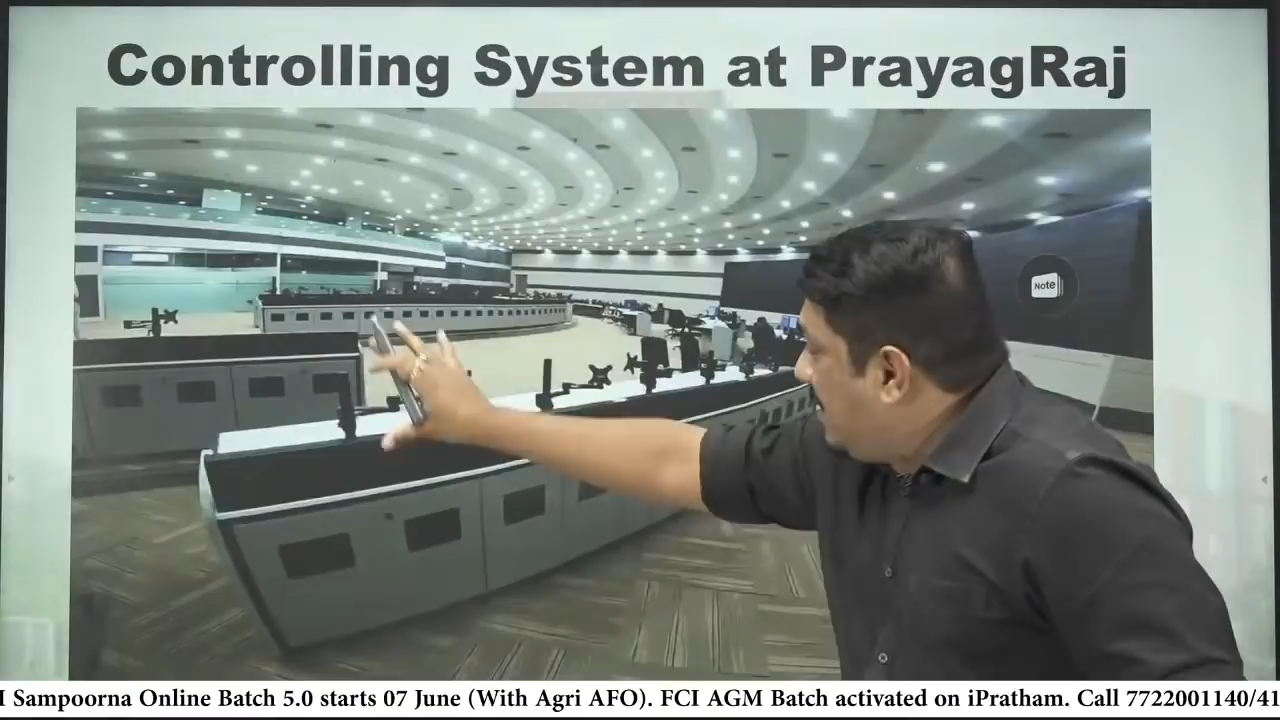 Controlling System at PrayagRaj
Note
I Sampoorna Online Batch 5.0 starts 07 June (With Agri AFO). FCI AGM Batch activated on iPratham. Call 7722001140/41